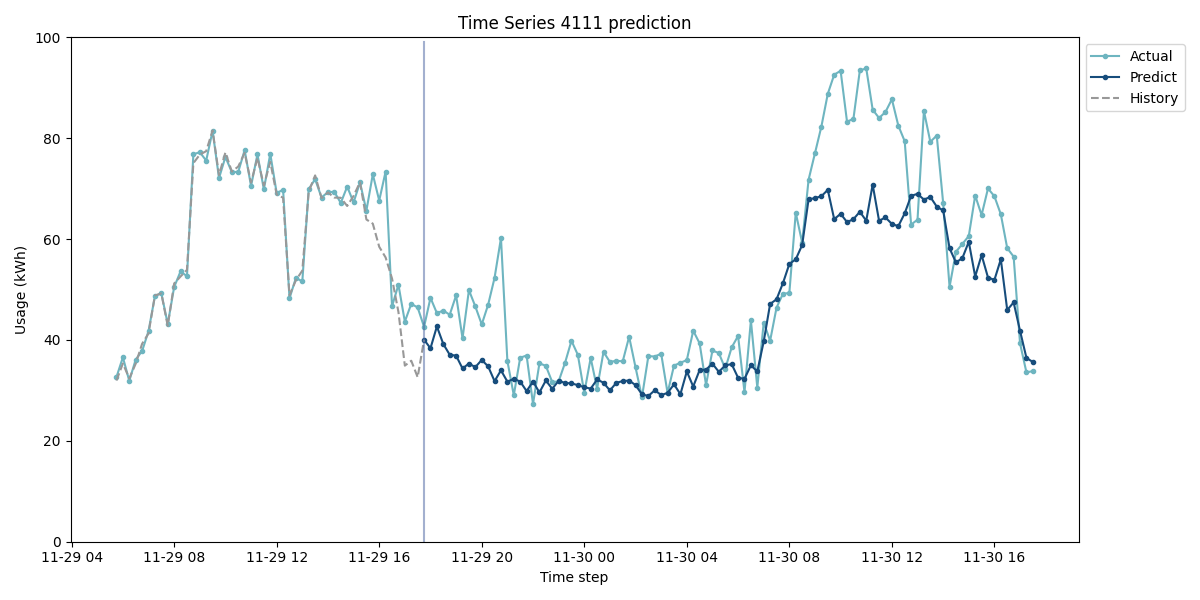 Time Series 4111 prediction
Actual
Predict
History
Usage (kWh)
100
80
60
40
20
0
11-29 04 11-29 08 11-29 12 11-29 16 11-29 20 11-30 00 11-30 04 11-30 08 11-30 12 11-30 16
Time step